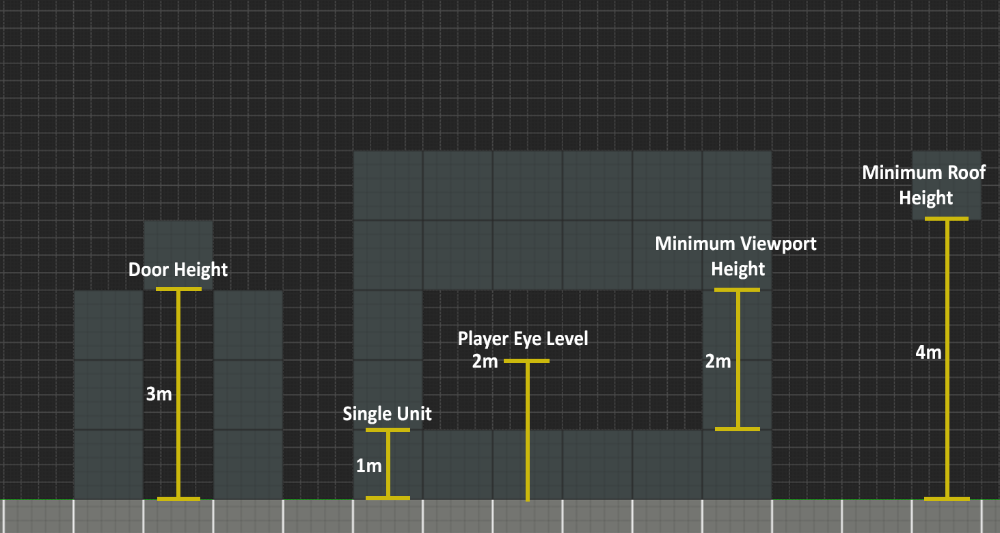 Minimum Roof
Height
Minimum Viewport
Height
Door Height
Player Eye Level
2m
2m
4m
3m
Single Unit
1m